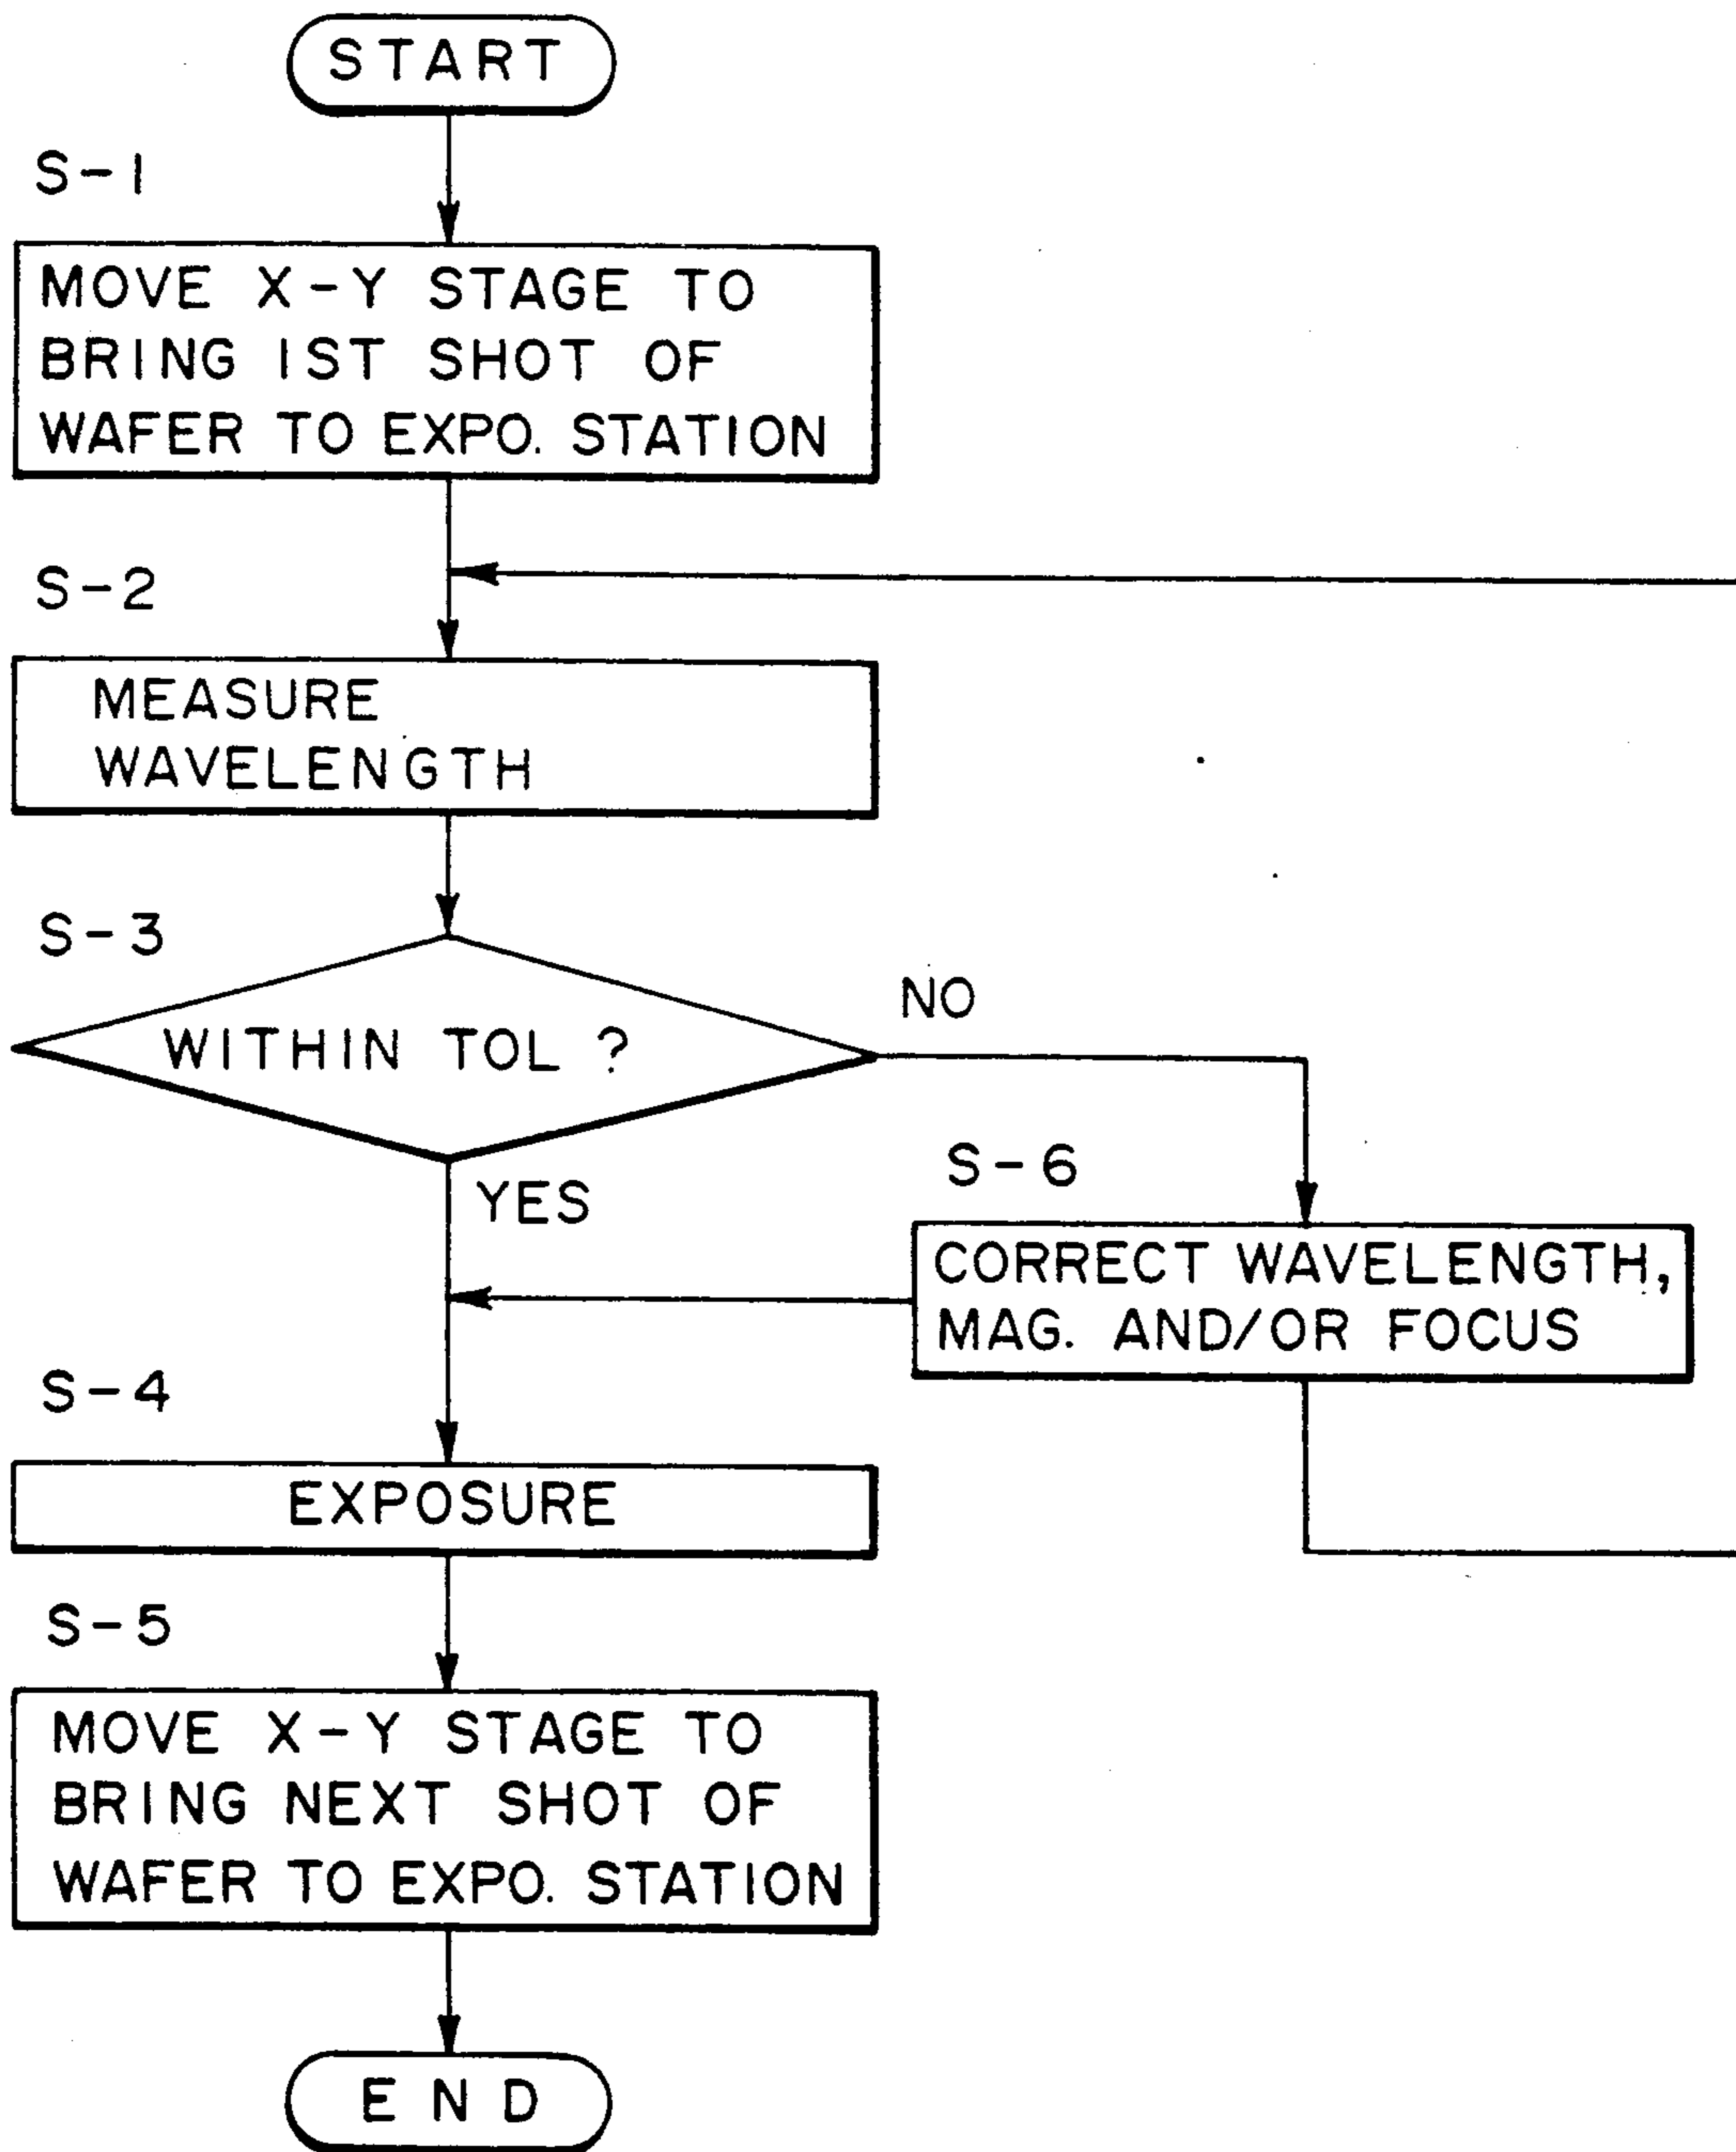 START
S-1
MOVE X-Y STAGE TO
BRING 1ST SHOT OF
WAFER TO EXPO. STATION
S-2
MEASURE
WAVELENGTH
S-3
WITHIN TOL ?
NO
YES
S-6
CORRECT WAVELENGTH,
MAG. AND/OR FOCUS
S-4
EXPOSURE
S-5
MOVE X-Y STAGE TO
BRING NEXT SHOT OF
WAFER TO EXPO. STATION
END